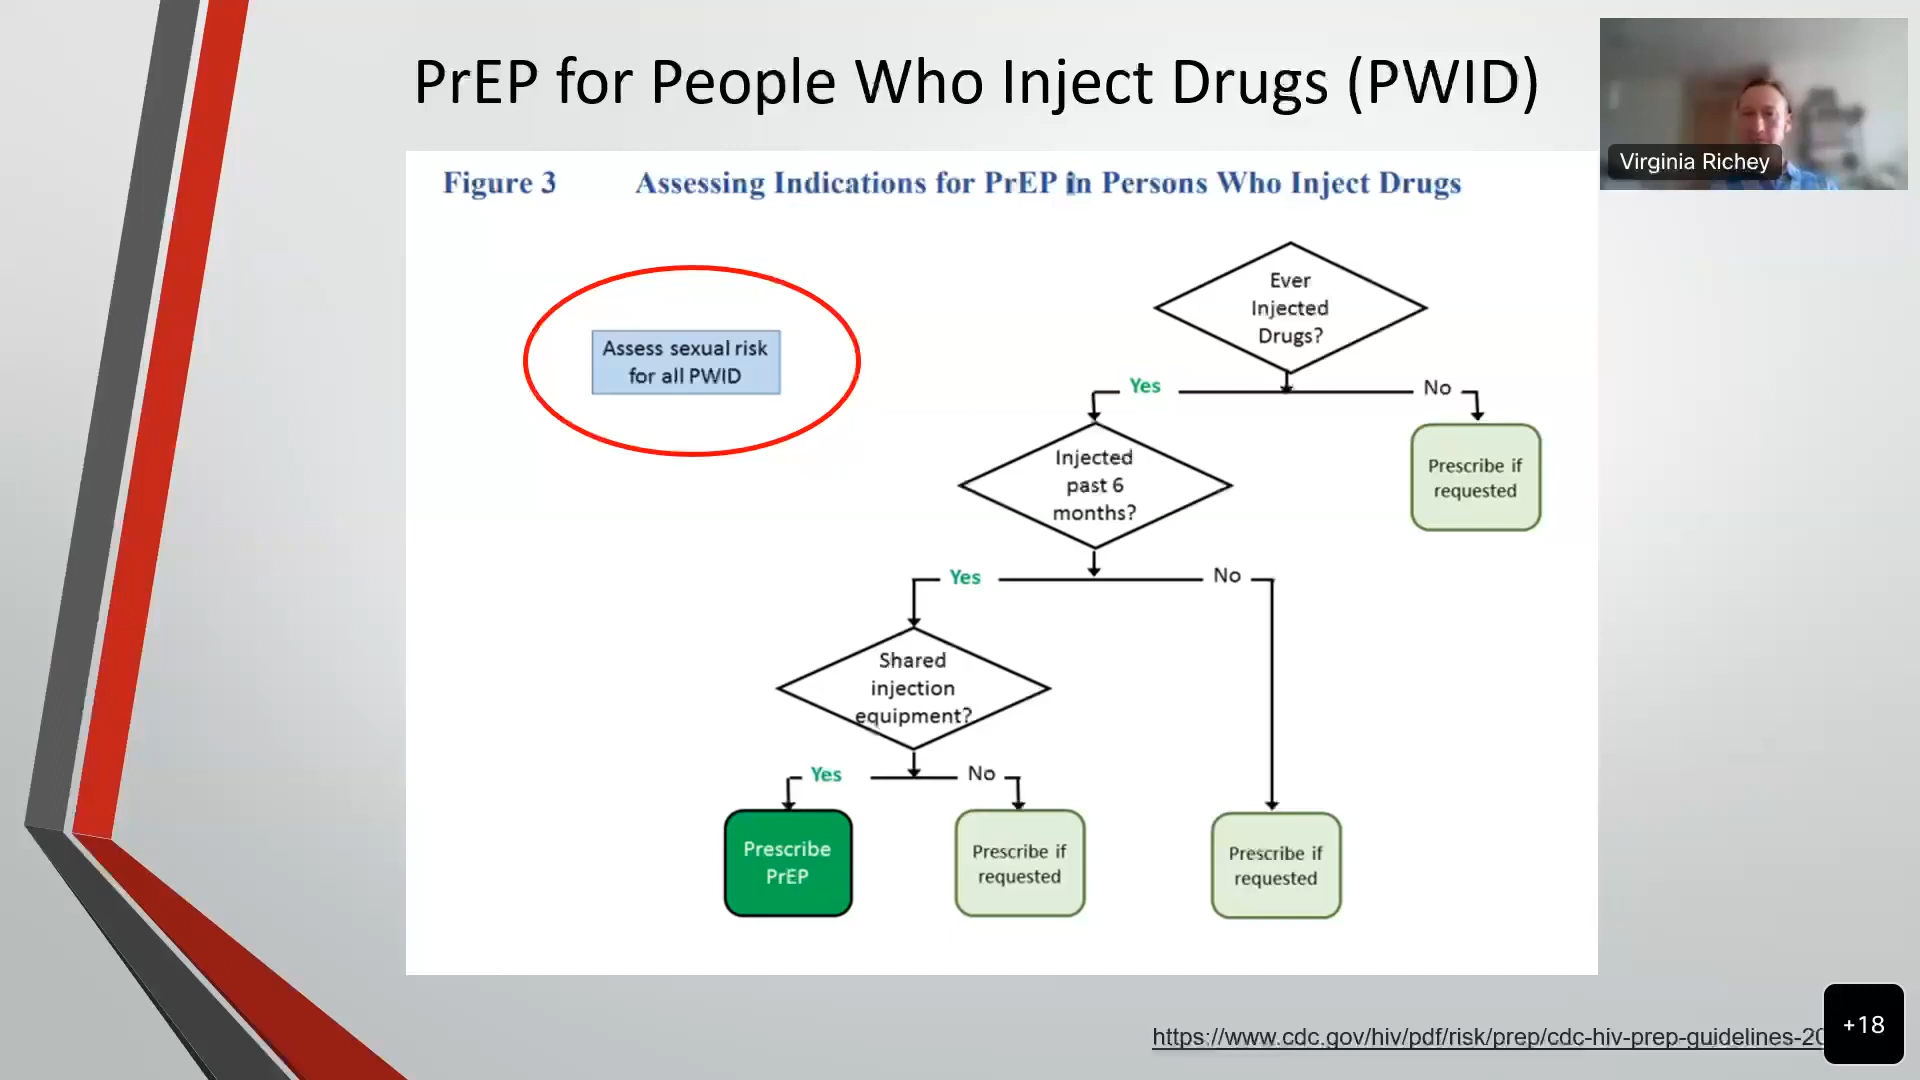 PrEP for People Who Inject Drugs (PWID)
Virginia Richey
Figure 3 Assessing Indications for PrEP in Persons Who Inject Drugs
Ever
Injected
Drugs?
Assess sexual risk
for all PWID
Yes
No
Injected
past 6
months?
Prescribe if
requested
Yes
No
Shared
injection
equipment?
Yes
No
Prescribe
PrEP
Prescribe if
requested
Prescribe if
requested
https://www.cdc.gov/hiv/pdf/risk/prep/cdc-hiv-prep-guidelines-20
+18